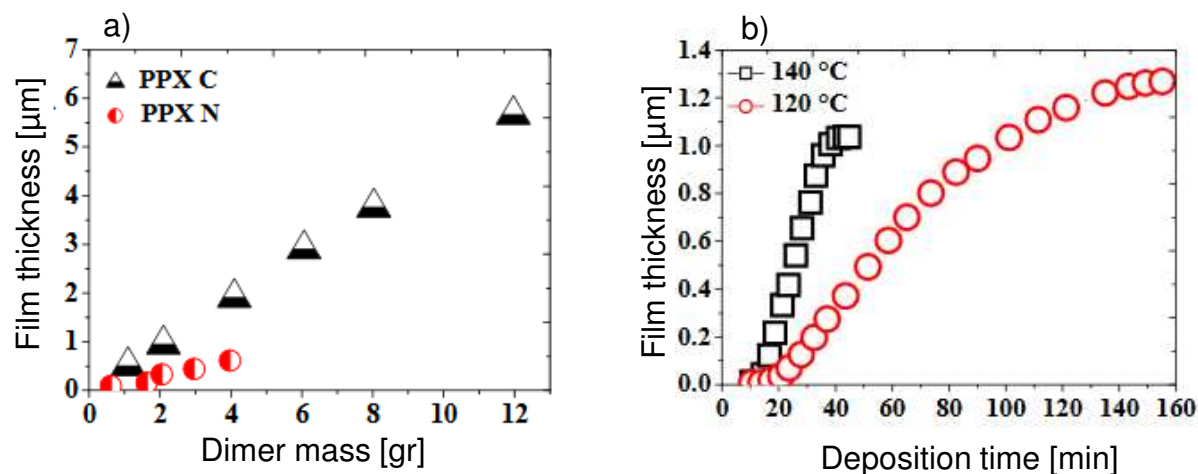 a)
7
6
5
4
3
2
1
0
PPX C
PPX N
0 2 4 6 8 10 12
Film thickness [µm]
Dimer mass [gr]
b)
1.4
1.2
1.0
0.8
0.6
0.4
0.2
0.0
140 °C
120 °C
0 20 40 60 80 100 120 140 160
Film thickness [µm]
Deposition time [min]